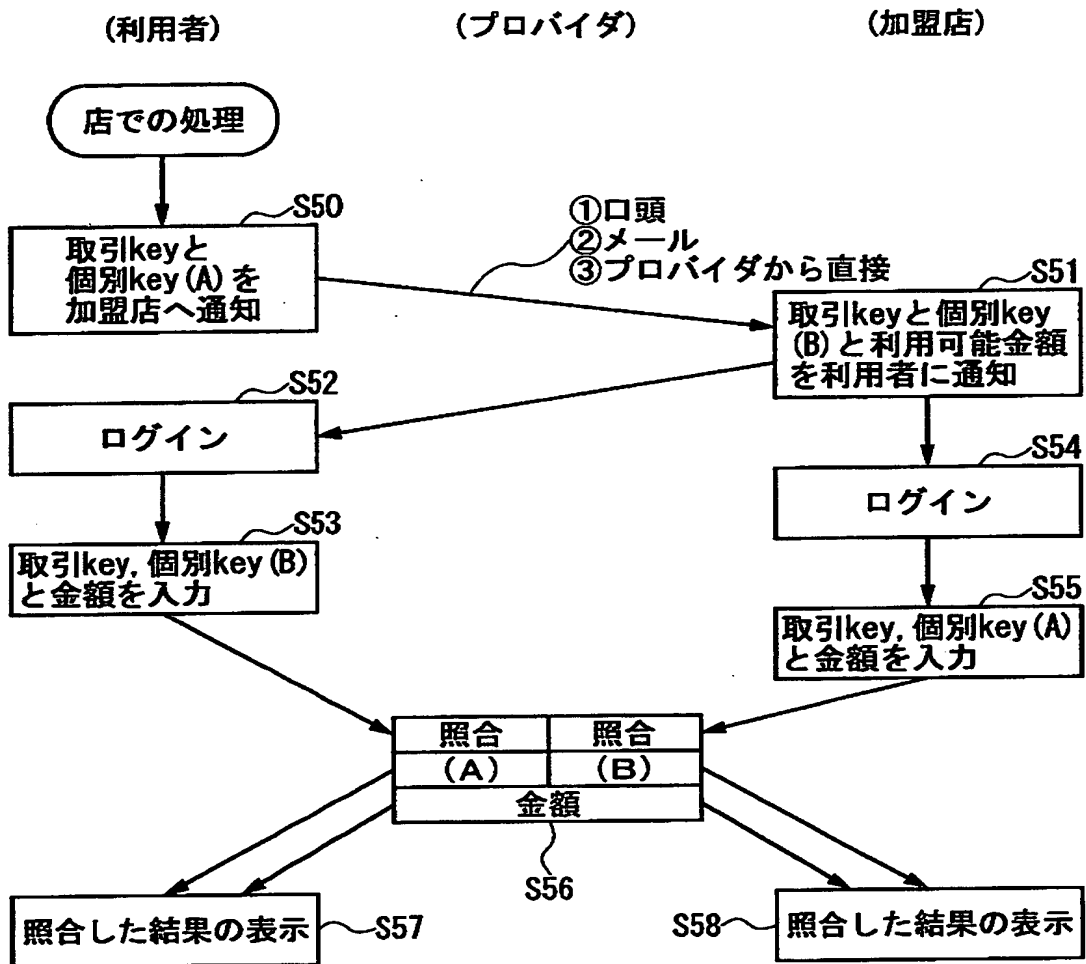 (利用者)
(プロバイダ)
(加盟店)
店での処理
S50
取引keyと
個別key(A)を
加盟店へ通知
①口頭
②メール
③プロバイダから直接
S51
取引keyと個別key
(B)と利用可能金額
を利用者に通知
S52
ログイン
S54
ログイン
S53
取引key,個別key(B)
と金額を入力
S55
取引key,個別key(A)
と金額を入力
照合 照合
(A) (B)
金額
S56
照合した結果の表示
S57
S58
照合した結果の表示